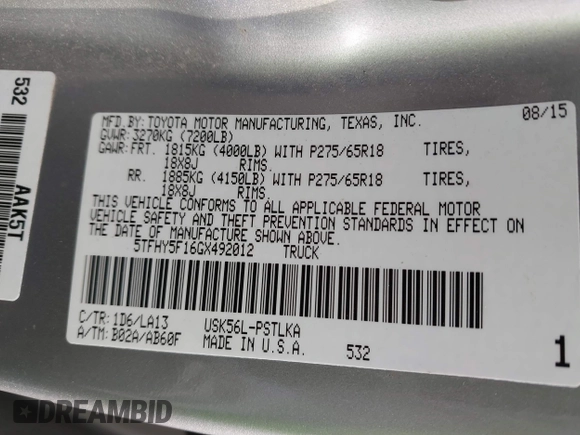 532
AAK5T
MFD.BY:TOYOTA MOTOR MANUFACTURING, TEXAS, INC. 08/15
GVWR:3270KG (7200LB)
GAWR:FRT. 1815KG (4000LB) WITH P275/65R18 TIRES,
18X8J RIMS.
RR. 1885KG (4150LB) WITH P275/65R18 TIRES,
18X8J RIMS.
THIS VEHICLE CONFORMS TO ALL APPLICABLE FEDERAL MOTOR
VEHICLE SAFETY AND THEFT PREVENTION STANDARDS IN EFFECT ON
THE DATE OF MANUFACTURE SHOWN ABOVE.
5TFHY5F16GX492012 TRUCK
C/TR:1D6/LA13 USK56L-PSTLKA
A/TM:B02A/AB60F MADE IN U.S.A. 532 1
DREAMBID